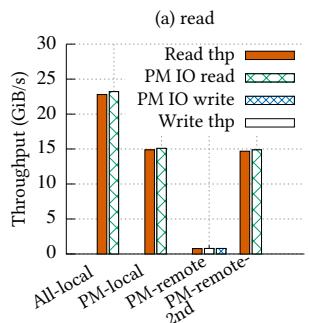 (a) read
Throughput (GiB/s)
30
25
20
15
10
5
0
Read thp
PM IO read
PM IO write
Write thp
All-local
PM-local
PM-remote
PM-remote-
2nd